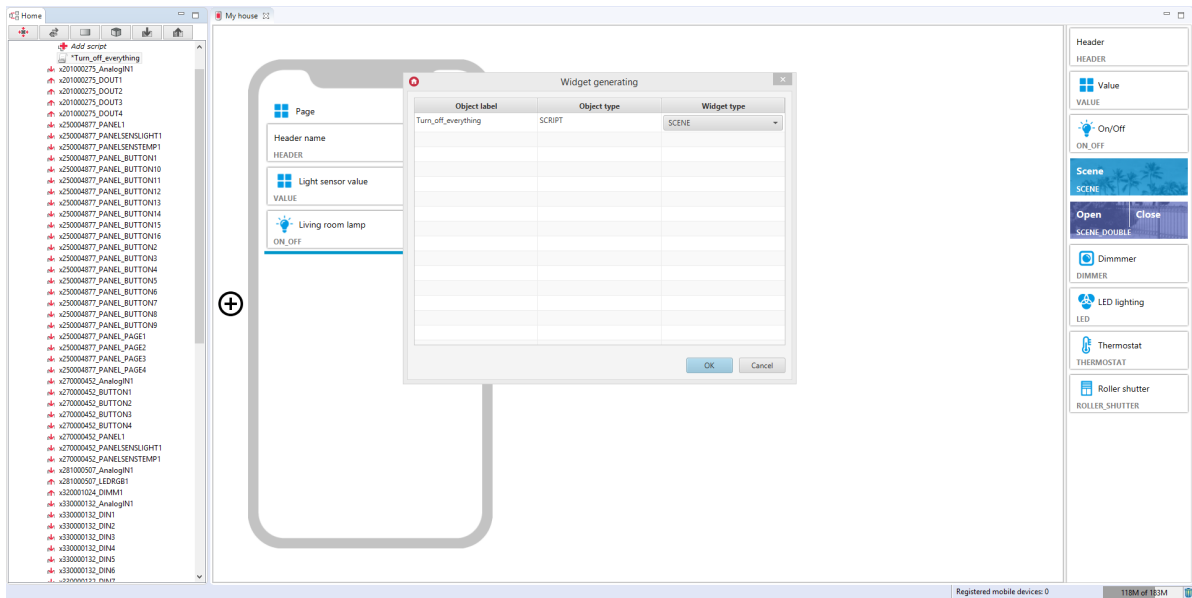 Home
My house
Add script
*Turn_off_everything
x201000275_AnalogIN1
x201000275_DOUT1
x201000275_DOUT2
x201000275_DOUT3
x201000275_DOUT4
x250004877_PANEL1
x250004877_PANELSENSLIGHT1
x250004877_PANELSENSTEMP1
x250004877_PANEL_BUTTON1
x250004877_PANEL_BUTTON10
x250004877_PANEL_BUTTON11
x250004877_PANEL_BUTTON12
x250004877_PANEL_BUTTON13
x250004877_PANEL_BUTTON14
x250004877_PANEL_BUTTON15
x250004877_PANEL_BUTTON16
x250004877_PANEL_BUTTON2
x250004877_PANEL_BUTTON3
x250004877_PANEL_BUTTON4
x250004877_PANEL_BUTTON5
x250004877_PANEL_BUTTON6
x250004877_PANEL_BUTTON7
x250004877_PANEL_BUTTON8
x250004877_PANEL_BUTTON9
x250004877_PANEL_PAGE1
x250004877_PANEL_PAGE2
x250004877_PANEL_PAGE3
x250004877_PANEL_PAGE4
x270000452_AnalogIN1
x270000452_BUTTON1
x270000452_BUTTON2
x270000452_BUTTON3
x270000452_BUTTON4
x270000452_PANEL1
x270000452_PANELSENSLIGHT1
x270000452_PANELSENSTEMP1
x281000507_AnalogIN1
x281000507_LEDRGB1
x320001024_DIMM1
x330000132_AnalogIN1
x330000132_DIN1
x330000132_DIN2
x330000132_DIN3
x330000132_DIN4
x330000132_DIN5
x330000132_DIN6
x330000132_DIN7
Page
Header name
HEADER
Light sensor value
VALUE
Living room lamp
ON_OFF
Widget generating
Object label Object type Widget type
Turn_off_everything SCRIPT SCENE
OK Cancel
Header
HEADER
Value
VALUE
On/Off
ON_OFF
Scene
SCENE
Open Close
SCENE_DOUBLE
Dimmmer
DIMMER
LED lighting
LED
Thermostat
THERMOSTAT
Roller shutter
ROLLER_SHUTTER
Registered mobile devices: 0
118M of 183M